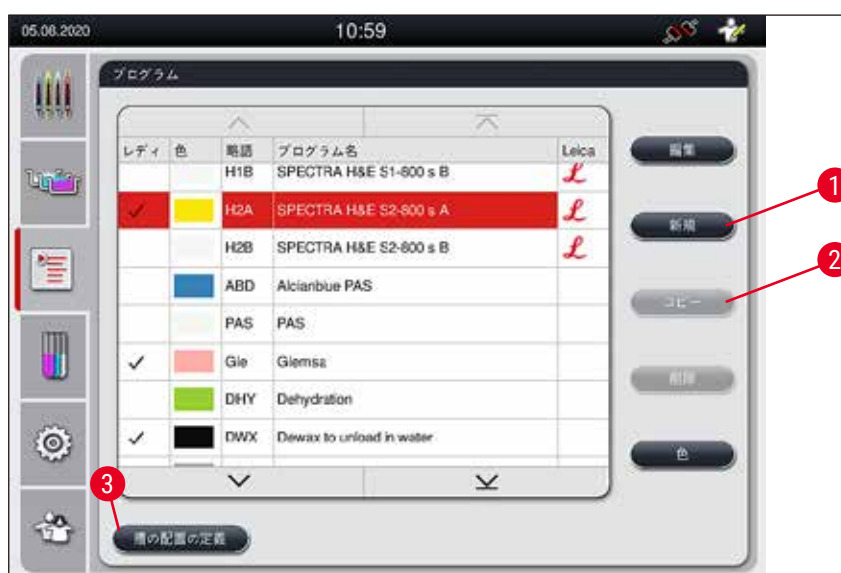 05.06.2020 10:59
プログラム
レディ 色 略語 プログラム名 Leica
H1B SPECTRA H&E S1-600 s B ℒ
✓ H2A SPECTRA H&E S2-600 s A ℒ
H2B SPECTRA H&E S2-600 s B ℒ
ABD Alcianblue PAS
PAS PAS
✓ Gie Giemsa
DHY Dehydration
✓ DWX Dewax to unload in water
編集
新規
コピー
削除
色
槽の配置の定義
1
2
3